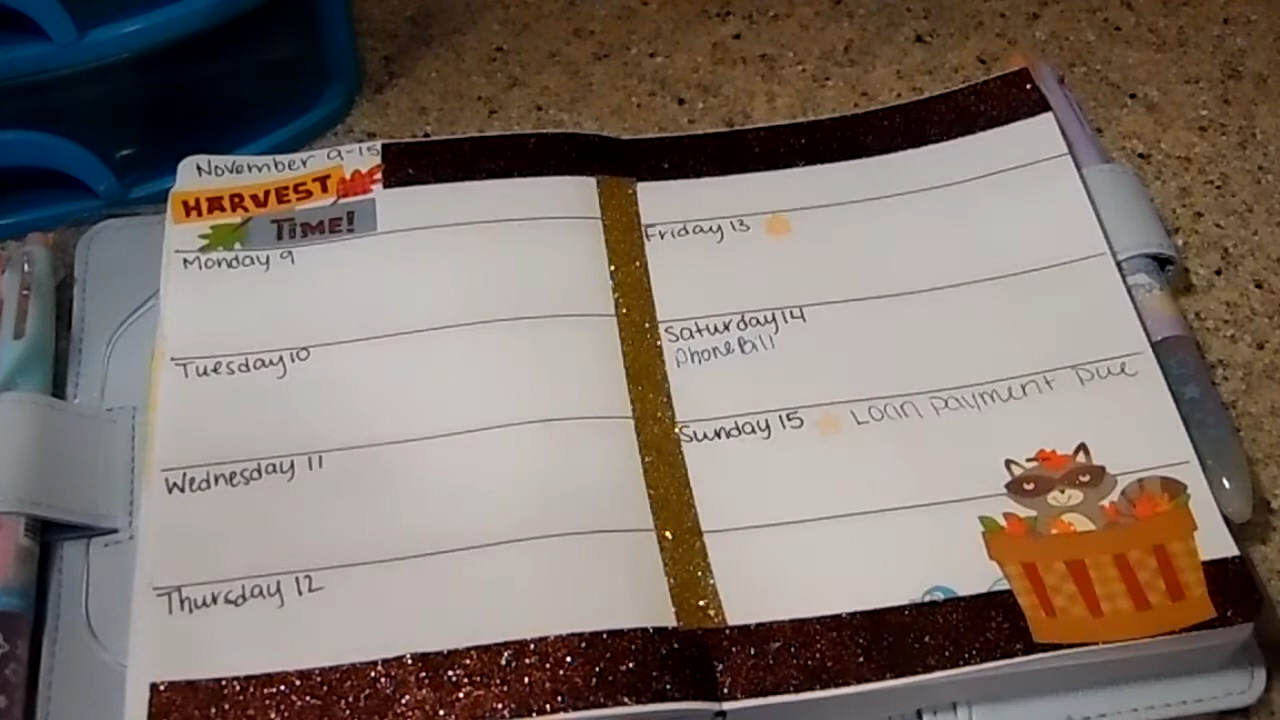 November 9-15
HARVEST
TIME!
Monday 9
Tuesday 10
Wednesday 11
Thursday 12
Friday 13
Saturday 14
Phone Bill
Sunday 15 Loan payment Due